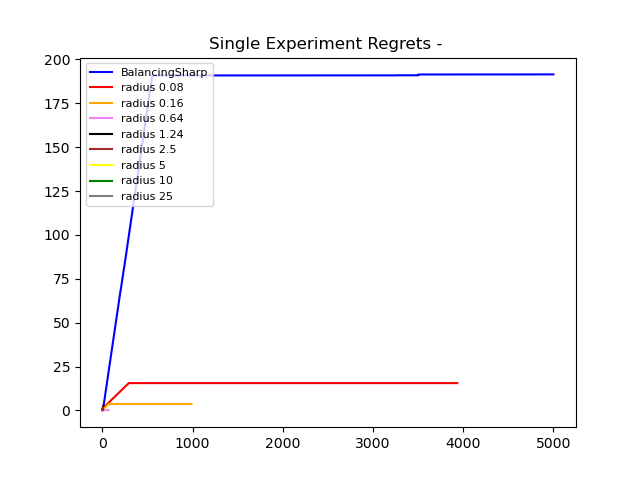 Single Experiment Regrets -
200
175
150
125
100
75
50
25
0
BalancingSharp
radius 0.08
radius 0.16
radius 0.64
radius 1.24
radius 2.5
radius 5
radius 10
radius 25
0 1000 2000 3000 4000 5000